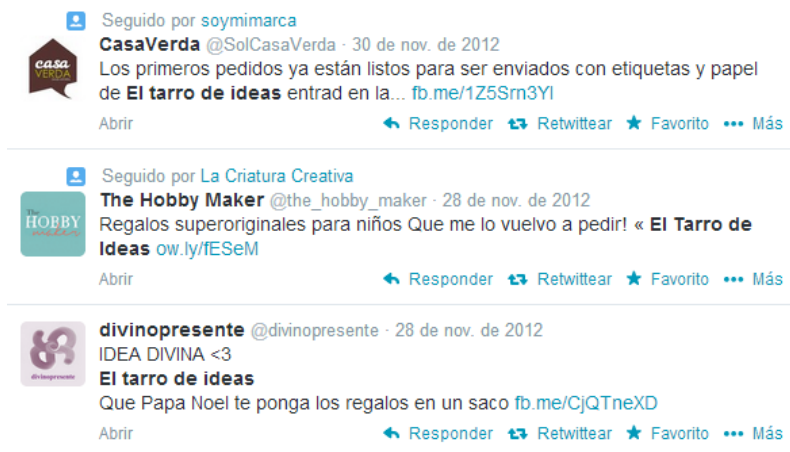 Seguido por soymimarca
CasaVerda @SolCasaVerda · 30 de nov. de 2012
casa
VERDA
Los primeros pedidos ya están listos para ser enviados con etiquetas y papel
de El tarro de ideas entrad en la... fb.me/1Z5Srn3Yl
Abrir Responder Retwittear Favorito ••• Más
Seguido por La Criatura Creativa
The Hobby Maker @the_hobby_maker · 28 de nov. de 2012
The
HOBBY
maker
Regalos superoriginales para niños Que me lo vuelvo a pedir! « El Tarro de
Ideas ow.ly/fESeM
Abrir Responder Retwittear Favorito ••• Más
divinopresente @divinopresente · 28 de nov. de 2012
IDEA DIVINA <3
El tarro de ideas
divinopresente
Que Papa Noel te ponga los regalos en un saco fb.me/CjQTneXD
Abrir Responder Retwittear Favorito ••• Más